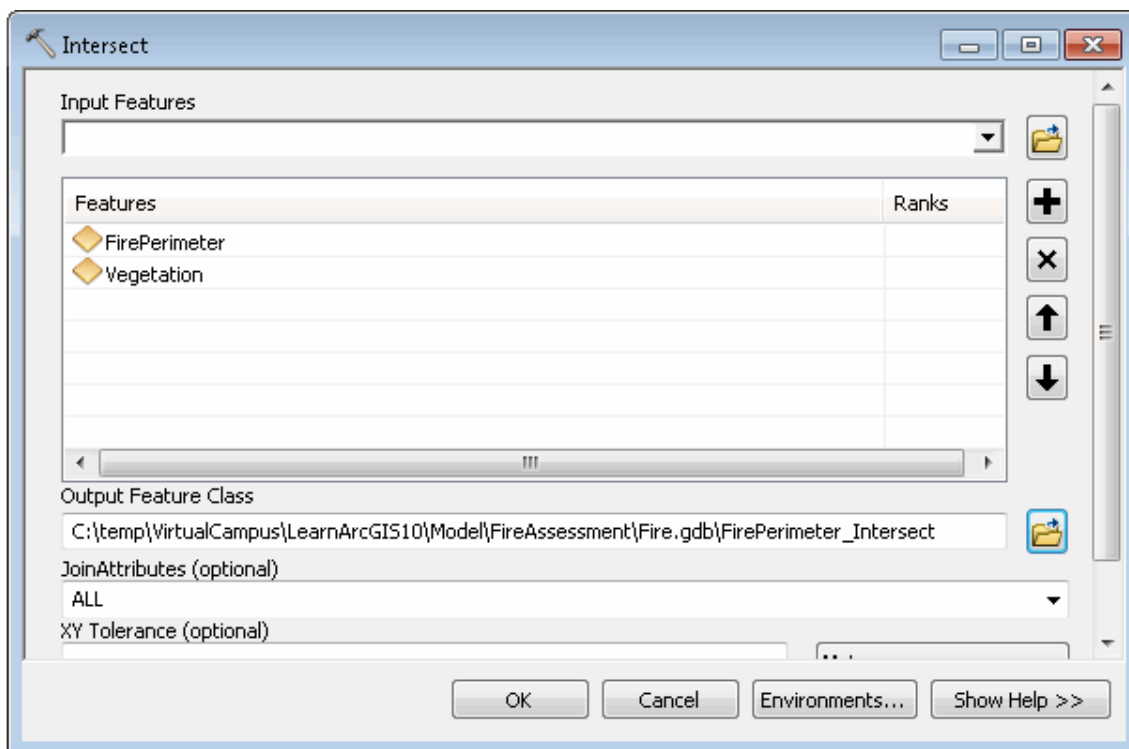 Intersect
Input Features
Features Ranks
FirePerimeter
Vegetation
Output Feature Class
C:\temp\VirtualCampus\LearnArcGIS10\Model\FireAssessment\Fire.gdb\FirePerimeter_Intersect
JoinAttributes (optional)
ALL
XY Tolerance (optional)
OK Cancel Environments... Show Help >>